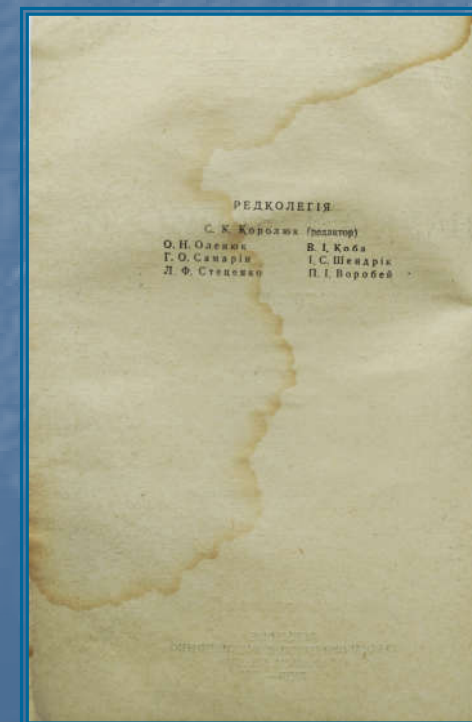 РЕДКОЛЕГІЯ
С. К. Королюк (редактор)
О. Н. Оленюк В. І. Коба
Г. О. Самарін І. С. Шендрік
Л. Ф. Стеценко П. І. Воробей